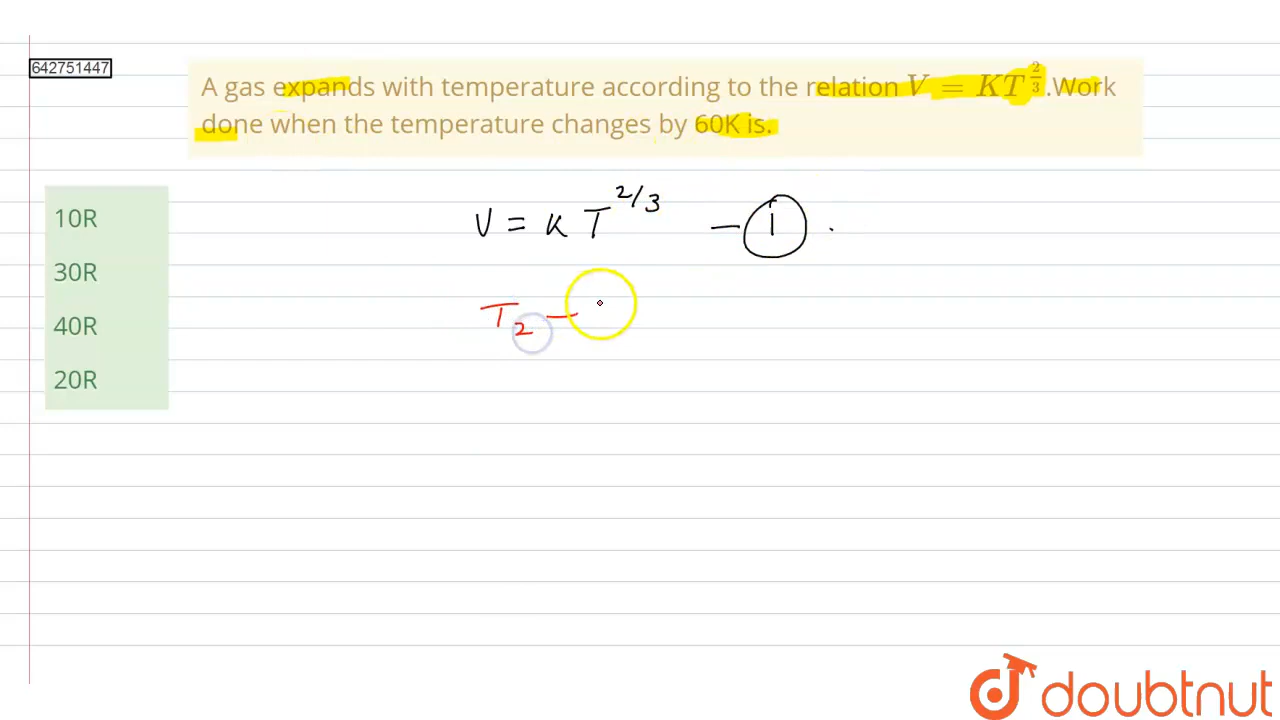 642751447
A gas expands with temperature according to the relation V = KT^{2/3}.Work
done when the temperature changes by 60K is.
10R
30R
40R
20R
V = K T^{2/3} — 1 .
T_2 —
doubtnut